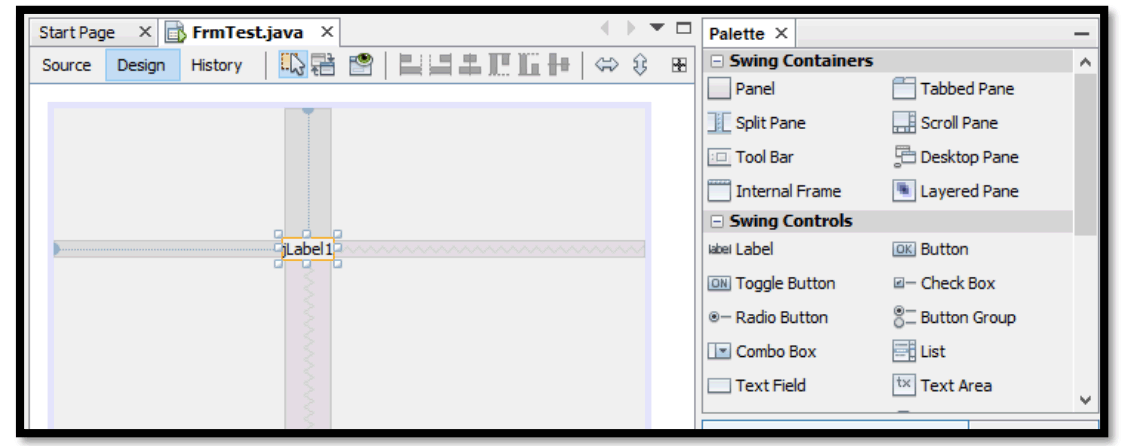 Start Page
FrmTest.java
Source Design History
jLabel1
Palette
Swing Containers
Panel Tabbed Pane
Split Pane Scroll Pane
Tool Bar Desktop Pane
Internal Frame Layered Pane
Swing Controls
label Label OK Button
ON Toggle Button Check Box
Radio Button Button Group
Combo Box List
Text Field tx Text Area